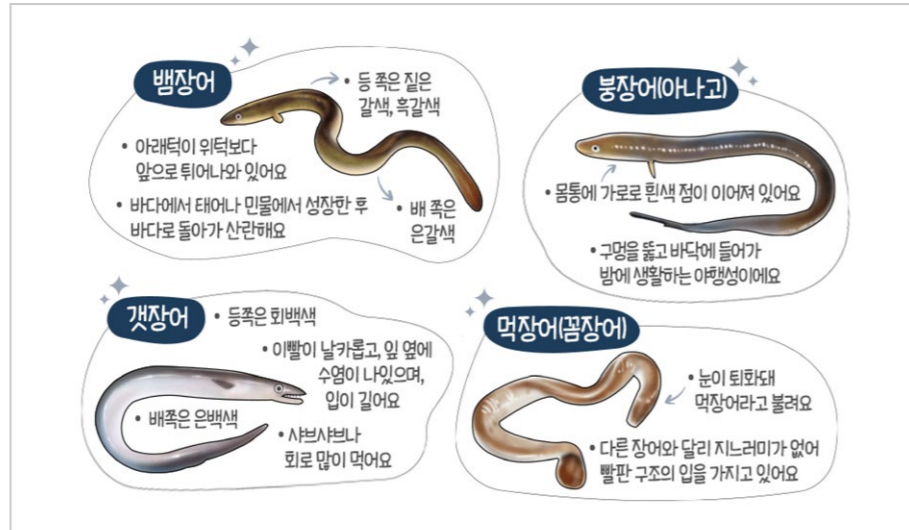 뱀장어
• 등 쪽은 짙은
갈색, 흑갈색
• 아래턱이 위턱보다
앞으로 튀어나와 있어요
• 바다에서 태어나 민물에서 성장한 후
바다로 돌아가 산란해요
• 배 쪽은
은갈색
붕장어(아나고)
• 몸통에 가로로 흰색 점이 이어져 있어요
• 구멍을 뚫고 바닥에 들어가
밤에 생활하는 야행성이에요
갯장어
• 등쪽은 회백색
• 이빨이 날카롭고, 잎 옆에
수염이 나있으며,
입이 길어요
• 배쪽은 은백색
• 샤브샤브나
회로 많이 먹어요
먹장어(꼼장어)
• 눈이 퇴화돼
먹장어라고 불려요
• 다른 장어와 달리 지느러미가 없어
빨판 구조의 입을 가지고 있어요